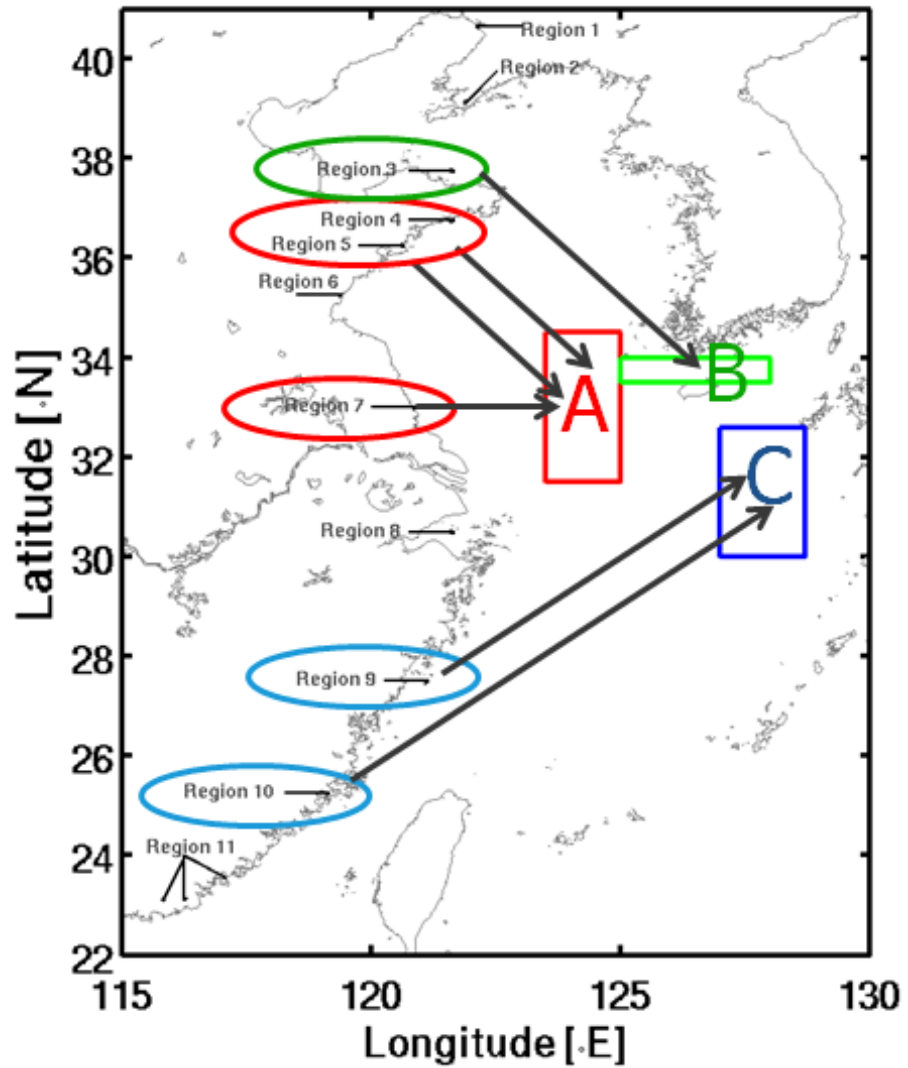 40
38
36
34
32
30
28
26
24
22
Latitude [◦N]
Region 1
Region 2
Region 3
Region 4
Region 5
Region 6
Region 7
Region 8
Region 9
Region 10
Region 11
A
B
C
115
120
125
130
Longitude [◦E]